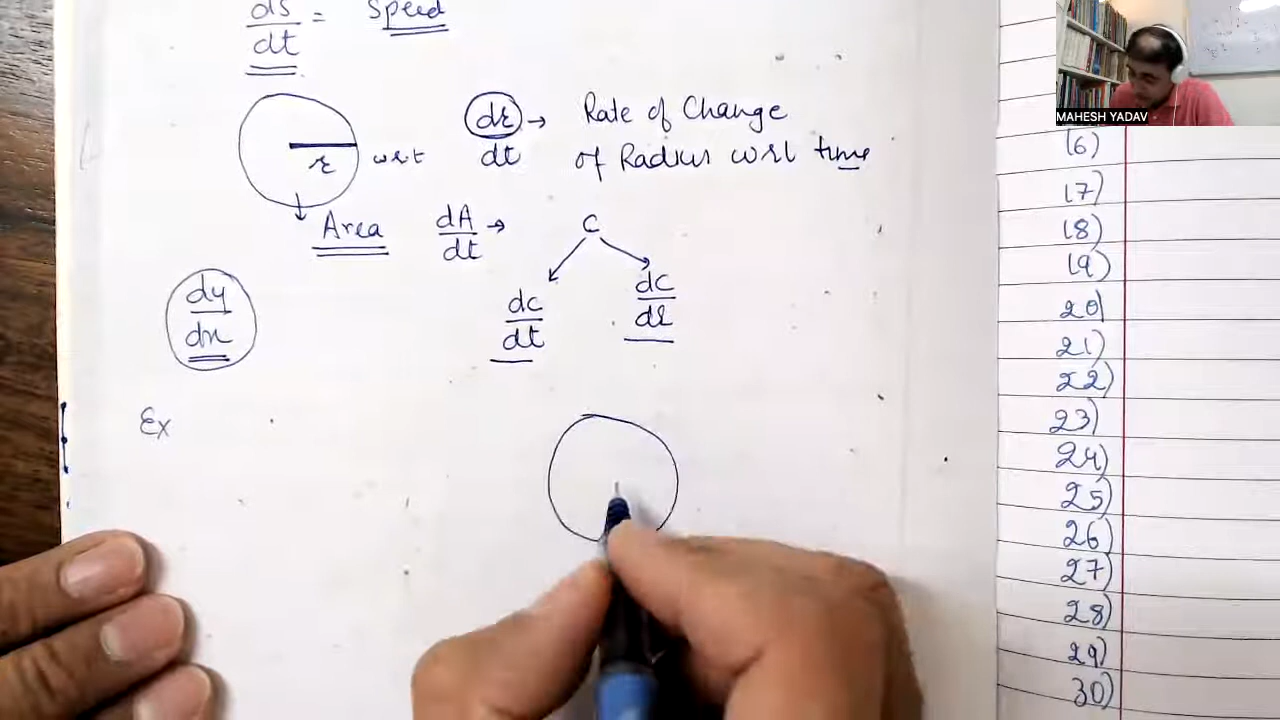 ds/dt = Speed
dr/dt → Rate of Change
of Radius wrt time
r wrt
Area dA/dt → C
dc/dt dc/dr
dy/dx
Ex
MAHESH YADAV
16)
17)
18)
19)
20)
21)
22)
23)
24)
25)
26)
27)
28)
29)
30)